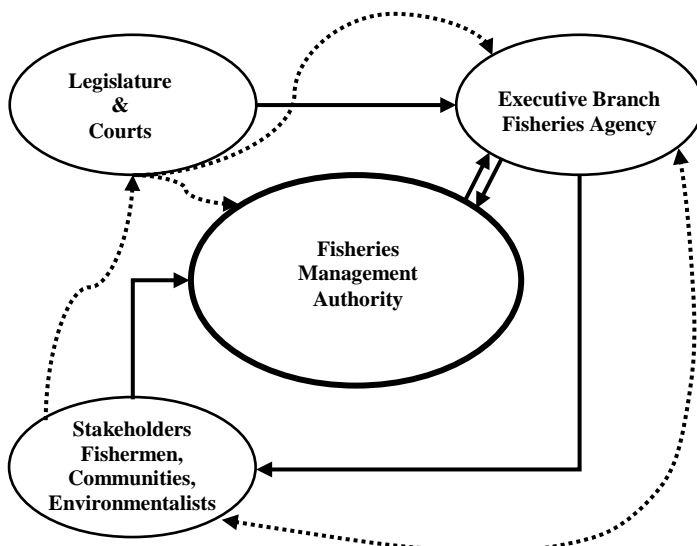 Legislature
&
Courts
Executive Branch
Fisheries Agency
Fisheries
Management
Authority
Stakeholders
Fishermen,
Communities,
Environmentalists